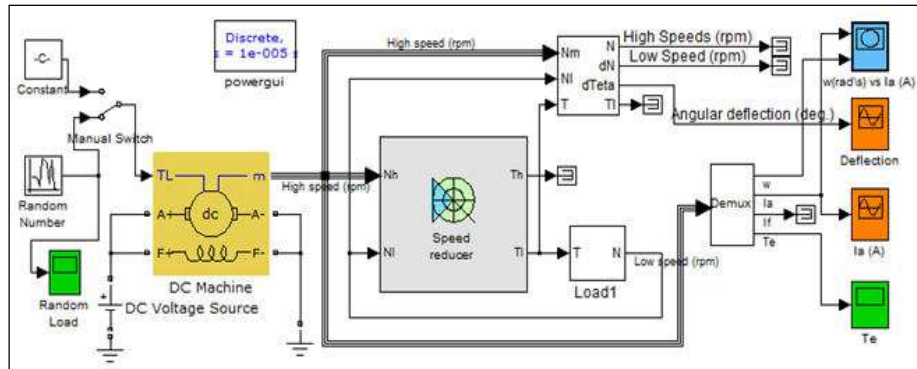 Discrete,
s = 1e-005 s
powergui
-C-
Constant
Manual Switch
Random
Number
Random
Load
TL
m
A+
dc
A-
F+
F-
DC Machine
DC Voltage Source
+
High speed (rpm)
High speed (rpm)
Nh
Th
Nl
Tl
Speed
reducer
Nm
N
Nl
dN
dTeta
T
Tl
High Speeds (rpm)
Low Speed (rpm)
Angular deflection (deg.)
T
N
Load1
Low speed (rpm)
Demux
w
Ia
If
Te
w(rad\s) vs Ia (A)
Deflection
Ia (A)
Te